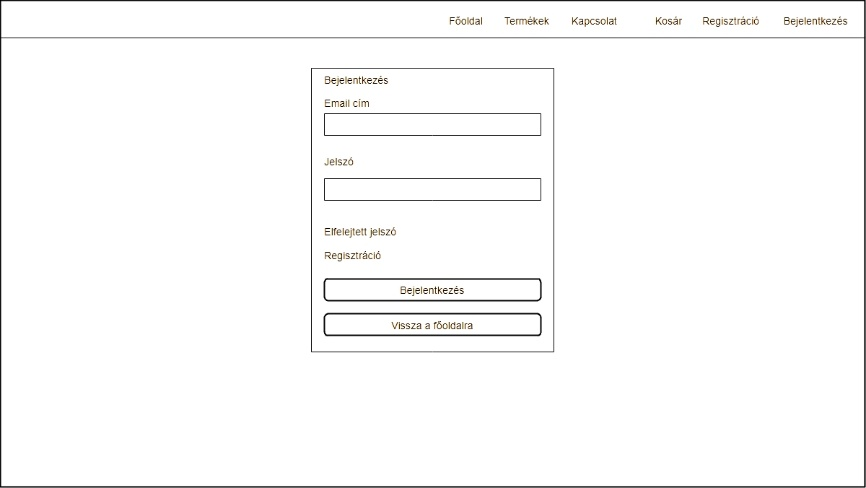 Főoldal Termékek Kapcsolat Kosár Regisztráció Bejelentkezés
Bejelentkezés
Email cím
Jelszó
Elfelejtett jelszó
Regisztráció
Bejelentkezés
Vissza a főoldalra